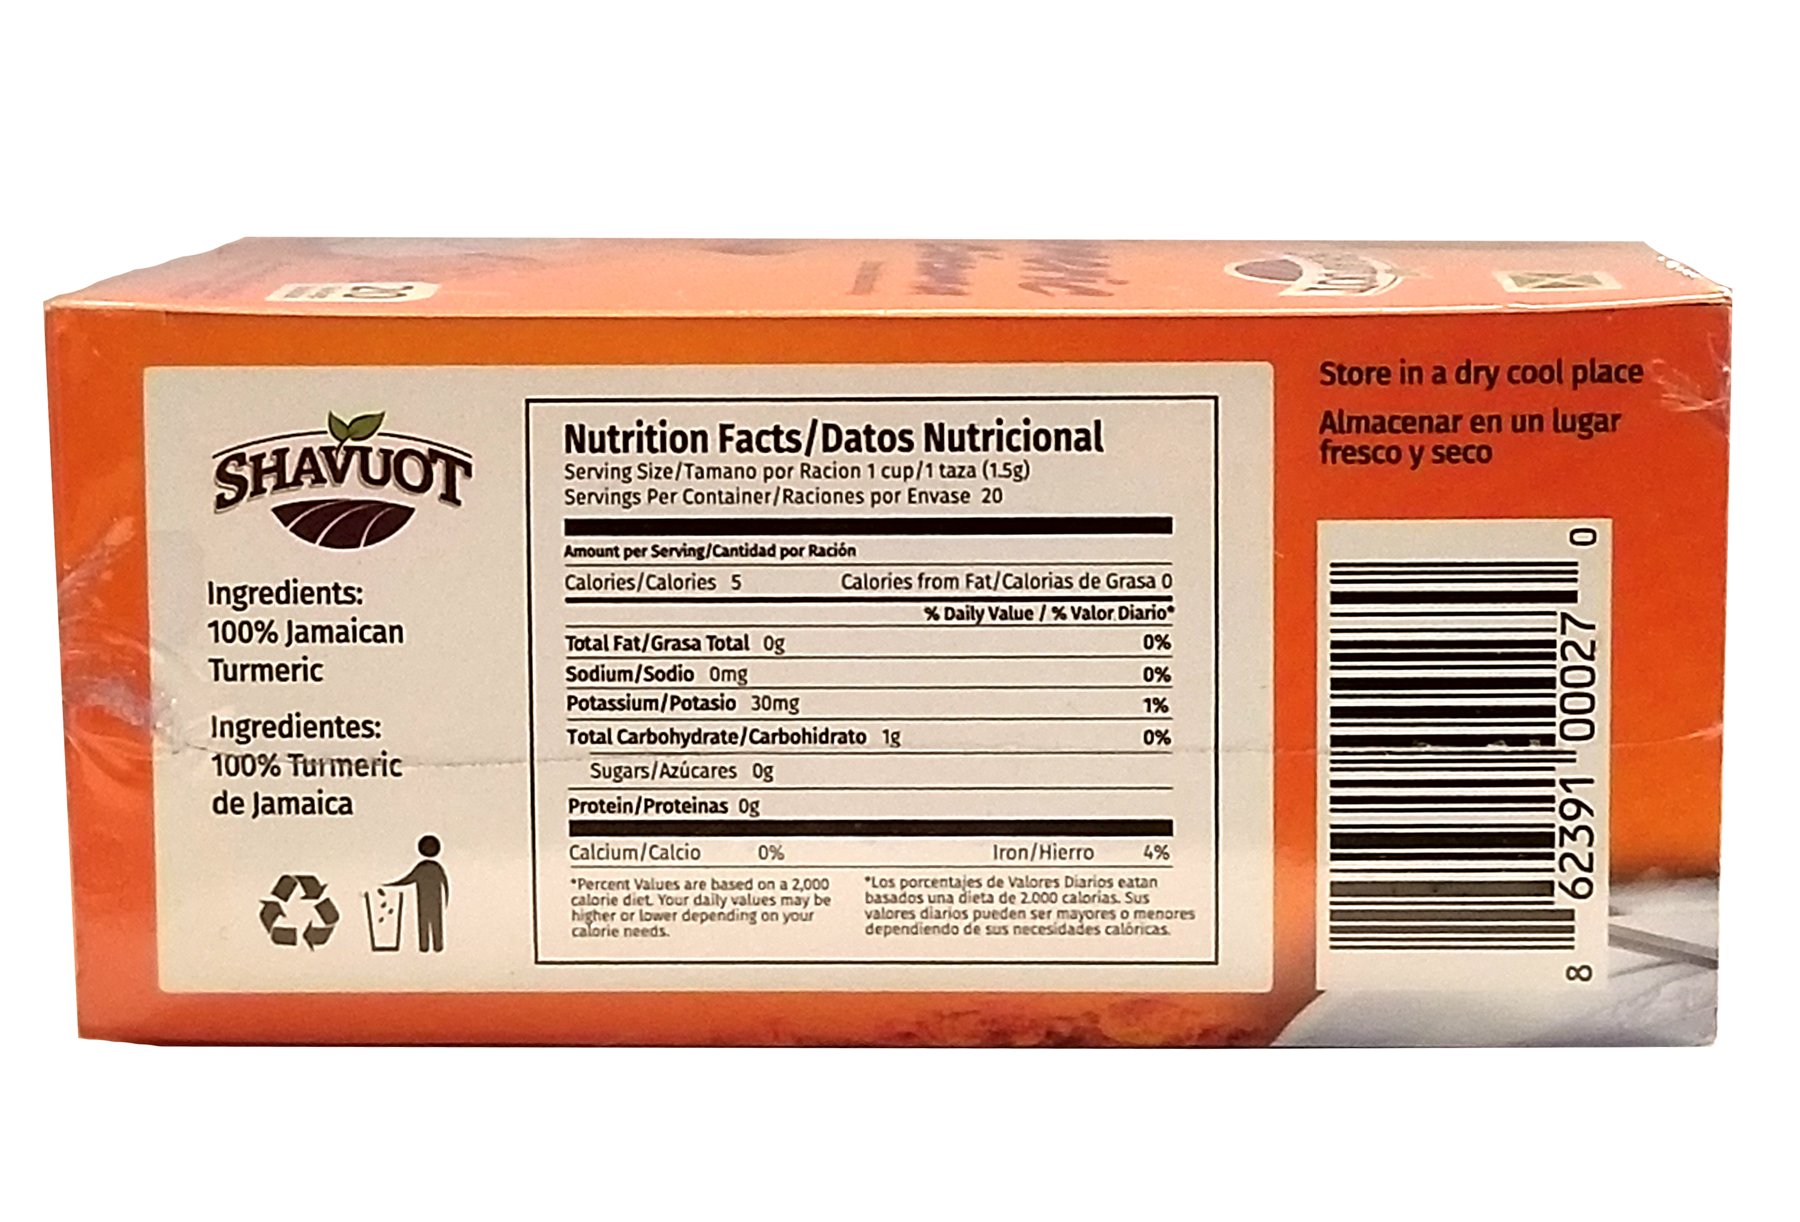 20
SHAVUOT
Ingredients:
100% Jamaican
Turmeric
Ingredientes:
100% Turmeric
de Jamaica
Nutrition Facts/Datos Nutricional
Serving Size/Tamano por Racion 1 cup/1 taza (1.5g)
Servings Per Container/Raciones por Envase 20
Amount per Serving/Cantidad por Ración
Calories/Calories 5 Calories from Fat/Calorias de Grasa 0
% Daily Value / % Valor Diario*
Total Fat/Grasa Total 0g 0%
Sodium/Sodio 0mg 0%
Potassium/Potasio 30mg 1%
Total Carbohydrate/Carbohidrato 1g 0%
Sugars/Azúcares 0g
Protein/Proteinas 0g
Calcium/Calcio 0% Iron/Hierro 4%
*Percent Values are based on a 2,000
calorie diet. Your daily values may be
higher or lower depending on your
calorie needs.
*Los porcentajes de Valores Diarios eatan
basados una dieta de 2.000 calorias. Sus
valores diarios pueden ser mayores o menores
dependiendo de sus necesidades calóricas.
Store in a dry cool place
Almacenar en un lugar
fresco y seco
8 62391 00027 0